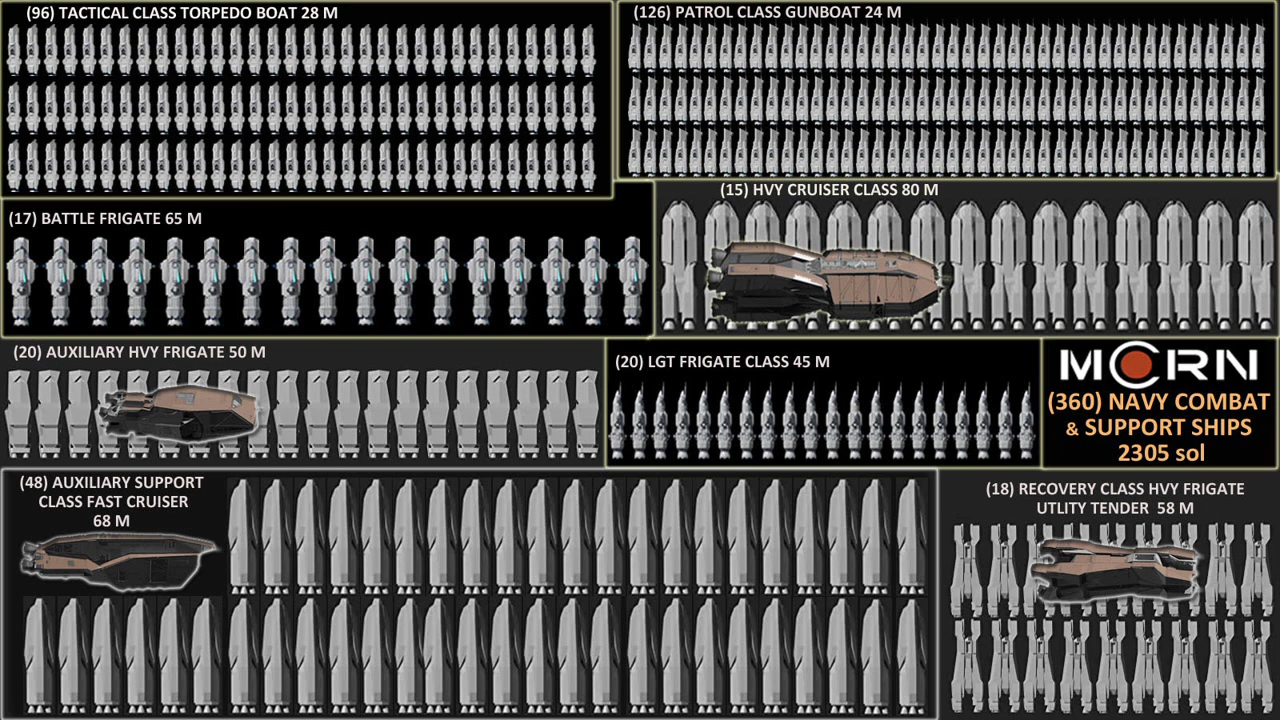 (96) TACTICAL CLASS TORPEDO BOAT 28 M
(126) PATROL CLASS GUNBOAT 24 M
(17) BATTLE FRIGATE 65 M
(15) HVY CRUISER CLASS 80 M
(20) AUXILIARY HVY FRIGATE 50 M
(20) LGT FRIGATE CLASS 45 M
MCRN
(360) NAVY COMBAT
& SUPPORT SHIPS
2305 sol
(48) AUXILIARY SUPPORT
CLASS FAST CRUISER
68 M
(18) RECOVERY CLASS HVY FRIGATE
UTLITY TENDER 58 M